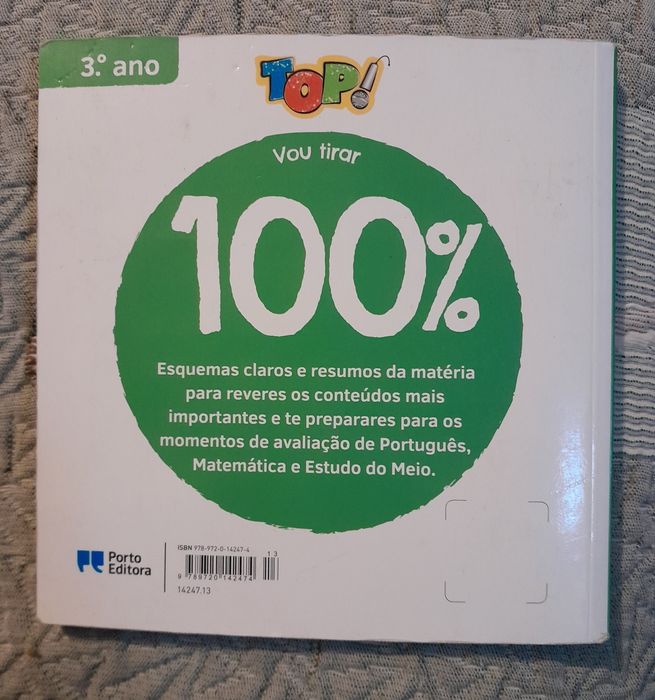 3.º ano
TOP!
Vou tirar
100%
Esquemas claros e resumos da matéria
para reveres os conteúdos mais
importantes e te preparares para os
momentos de avaliação de Português,
Matemática e Estudo do Meio.
Porto
Editora
ISBN 978-972-0-14247-4
13
9 789720 142474
14247.13